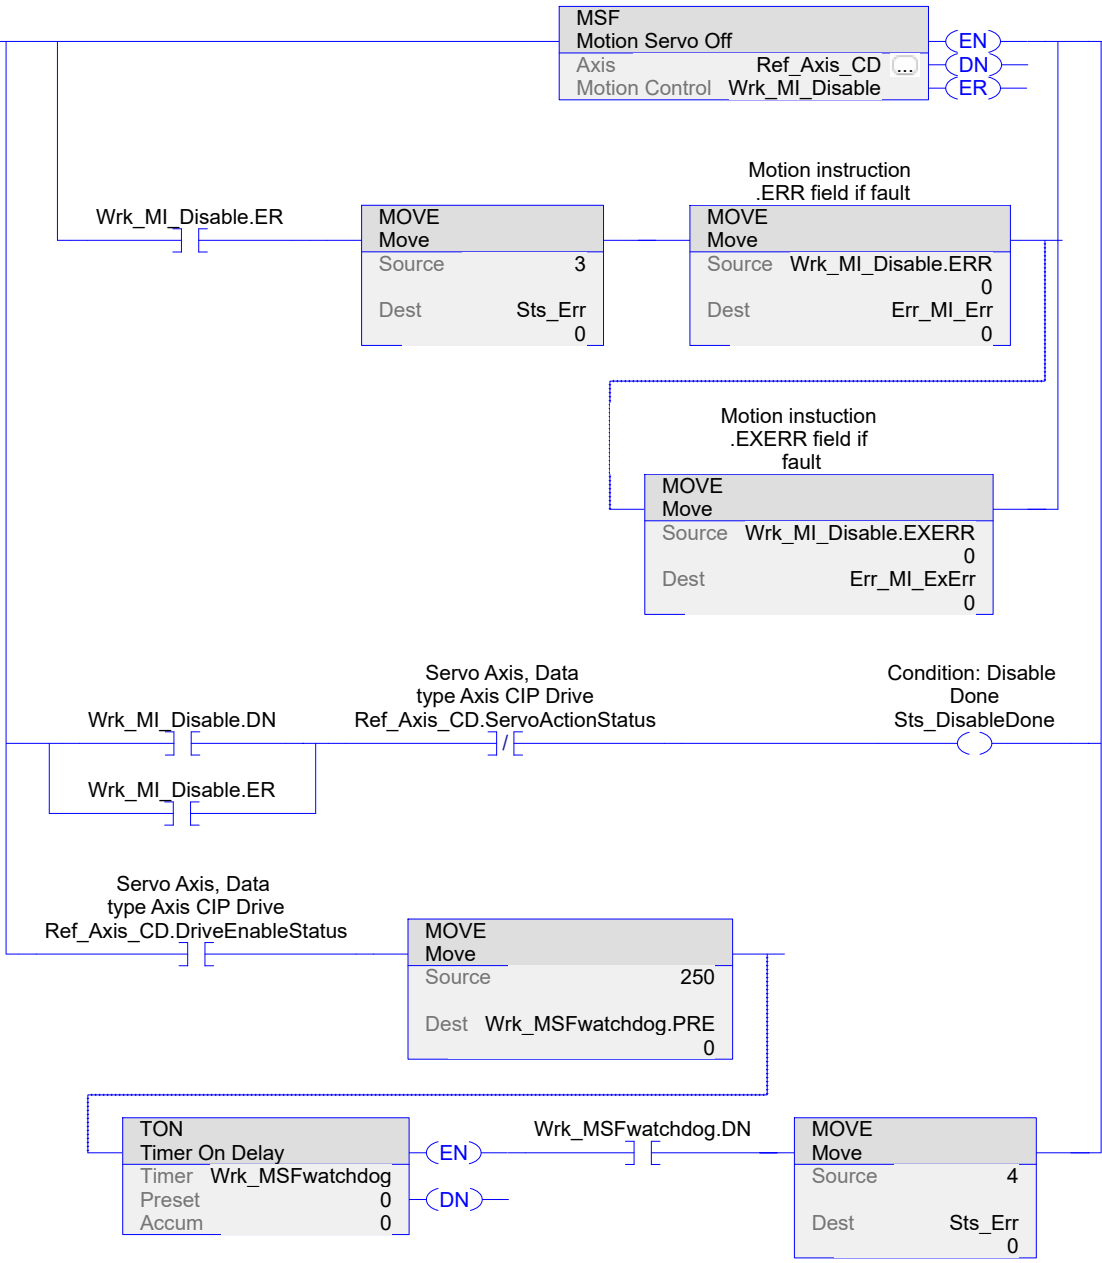 MSF
Motion Servo Off
Axis Ref_Axis_CD ...
Motion Control Wrk_MI_Disable
EN
DN
ER
Wrk_MI_Disable.ER
MOVE
Move
Source 3
Dest Sts_Err
0
Motion instruction
.ERR field if fault
MOVE
Move
Source Wrk_MI_Disable.ERR
0
Dest Err_MI_Err
0
Motion instuction
.EXERR field if
fault
MOVE
Move
Source Wrk_MI_Disable.EXERR
0
Dest Err_MI_ExErr
0
Wrk_MI_Disable.DN
Wrk_MI_Disable.ER
Servo Axis, Data
type Axis CIP Drive
Ref_Axis_CD.ServoActionStatus
/
Condition: Disable
Done
Sts_DisableDone
Servo Axis, Data
type Axis CIP Drive
Ref_Axis_CD.DriveEnableStatus
MOVE
Move
Source 250
Dest Wrk_MSFwatchdog.PRE
0
TON
Timer On Delay
Timer Wrk_MSFwatchdog
Preset 0
Accum 0
EN
DN
Wrk_MSFwatchdog.DN
MOVE
Move
Source 4
Dest Sts_Err
0